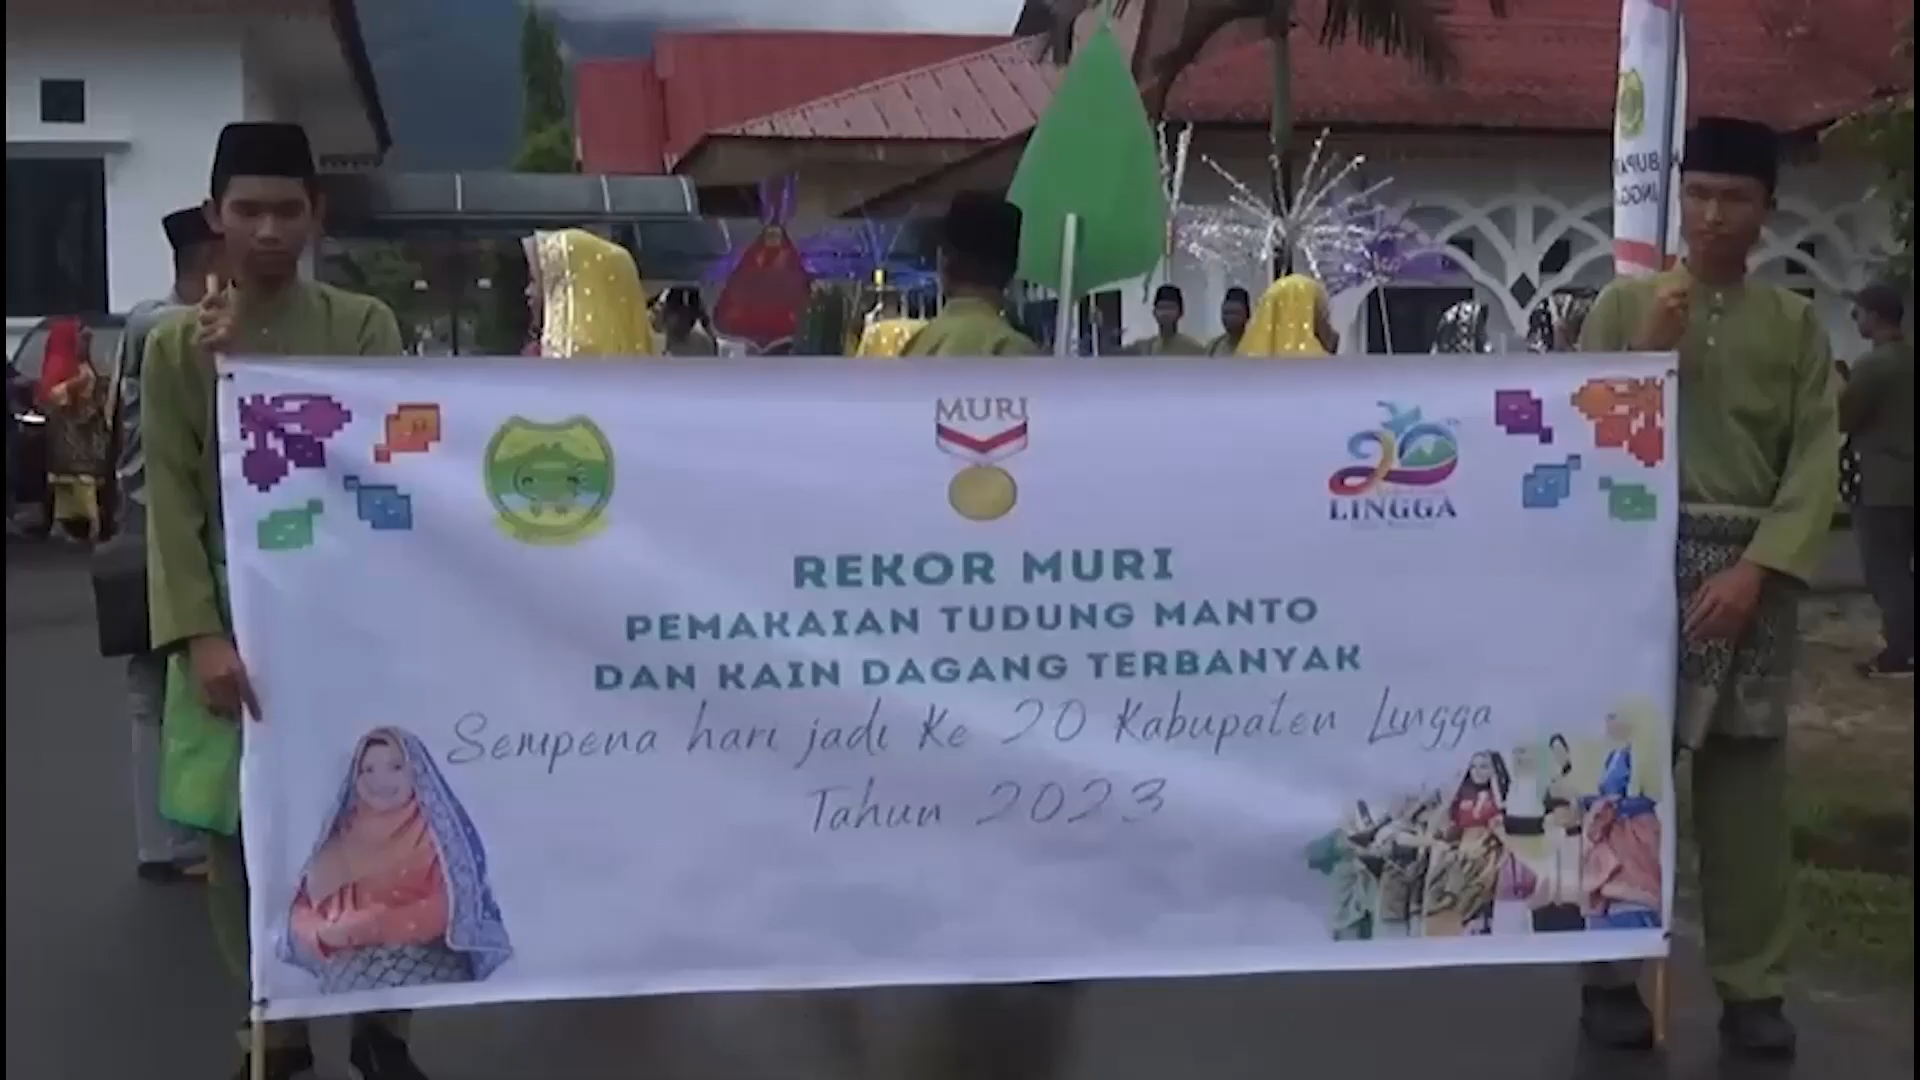 MURI
20
LINGGA
REKOR MURI
PEMAKAIAN TUDUNG MANTO
DAN KAIN DAGANG TERBANYAK
Sempena hari jadi Ke 20 Kabupaten Lingga
Tahun 2023